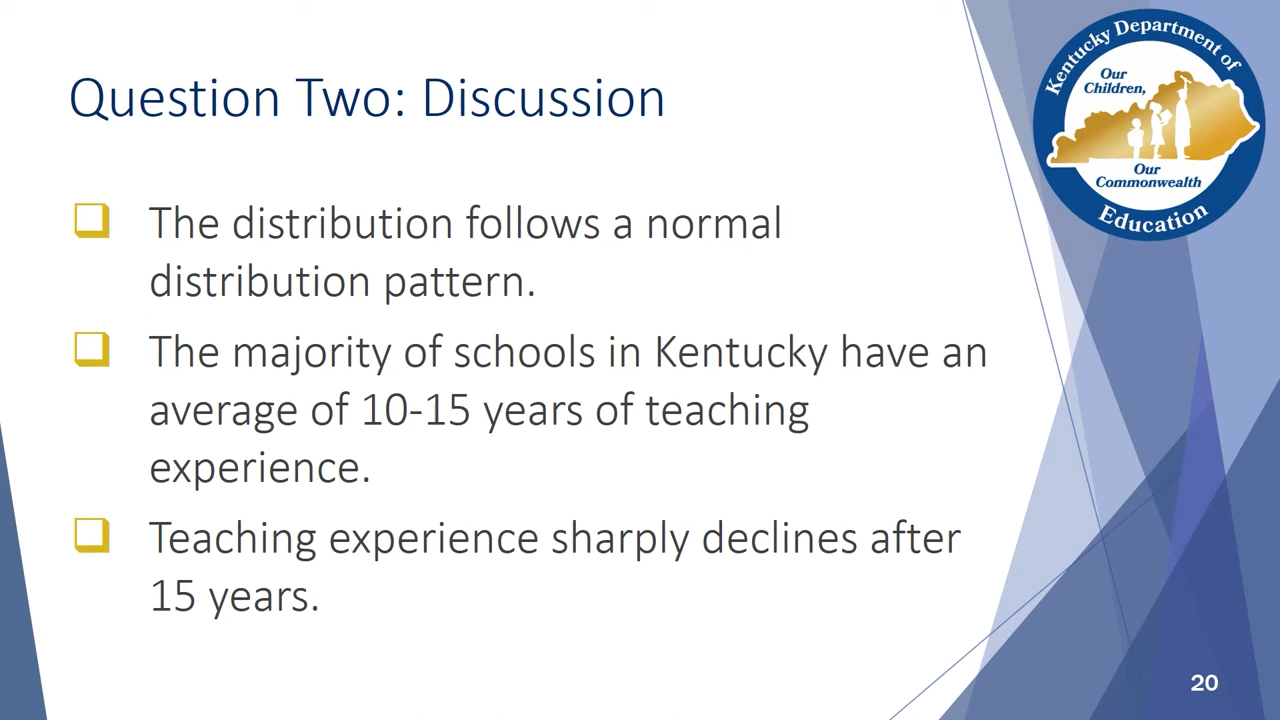 Question Two: Discussion
Kentucky Department of
Our
Children,
Our
Commonwealth
Education
The distribution follows a normal
distribution pattern.
The majority of schools in Kentucky have an
average of 10-15 years of teaching
experience.
Teaching experience sharply declines after
15 years.
20